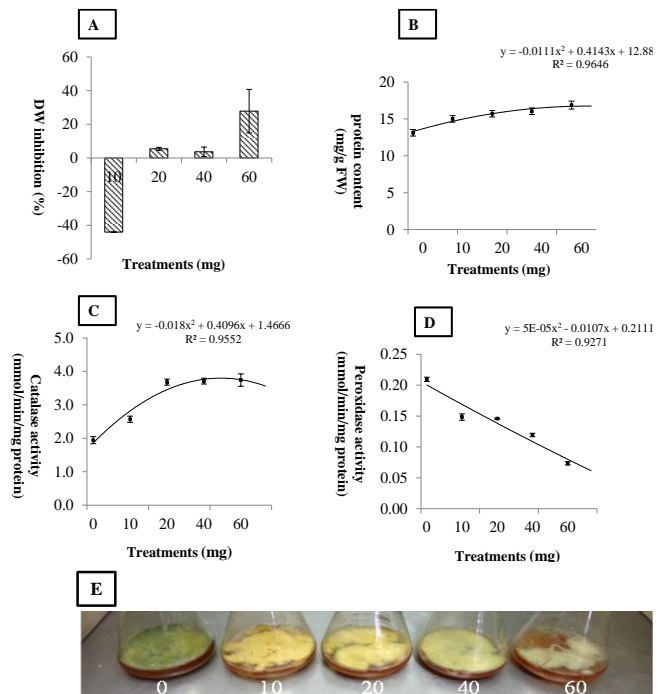 A
DW inhibition (%)
60
40
20
0
-20
-40
-60
10 20 40 60
Treatments (mg)
B
y = -0.0111x² + 0.4143x + 12.88
R² = 0.9646
protein content
(mg/g FW)
20
15
10
5
0
0 10 20 40 60
Treatments (mg)
C
y = -0.018x² + 0.4096x + 1.4666
R² = 0.9552
Catalase activity
(mmol/min/mg protein)
5.0
4.0
3.0
2.0
1.0
0.0
0 10 20 40 60
Treatments (mg)
D
y = 5E-05x² - 0.0107x + 0.2111
R² = 0.9271
Peroxidase activity
(mmol/min/mg protein)
0.25
0.20
0.15
0.10
0.05
0.00
0 10 20 40 60
Treatments (mg)
E
0 10 20 40 60